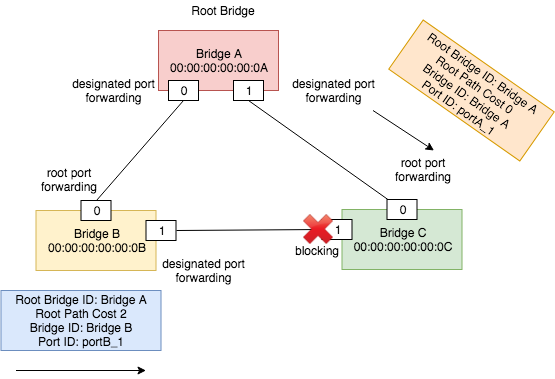 Root Bridge
Bridge A
00:00:00:00:00:0A
0
1
designated port
forwarding
designated port
forwarding
Root Bridge ID: Bridge A
Root Path Cost 0
Bridge ID: Bridge A
Port ID: portA_1
root port
forwarding
root port
forwarding
0
Bridge B
00:00:00:00:00:0B
1
designated port
forwarding
1
blocking
0
Bridge C
00:00:00:00:00:0C
Root Bridge ID: Bridge A
Root Path Cost 2
Bridge ID: Bridge B
Port ID: portB_1